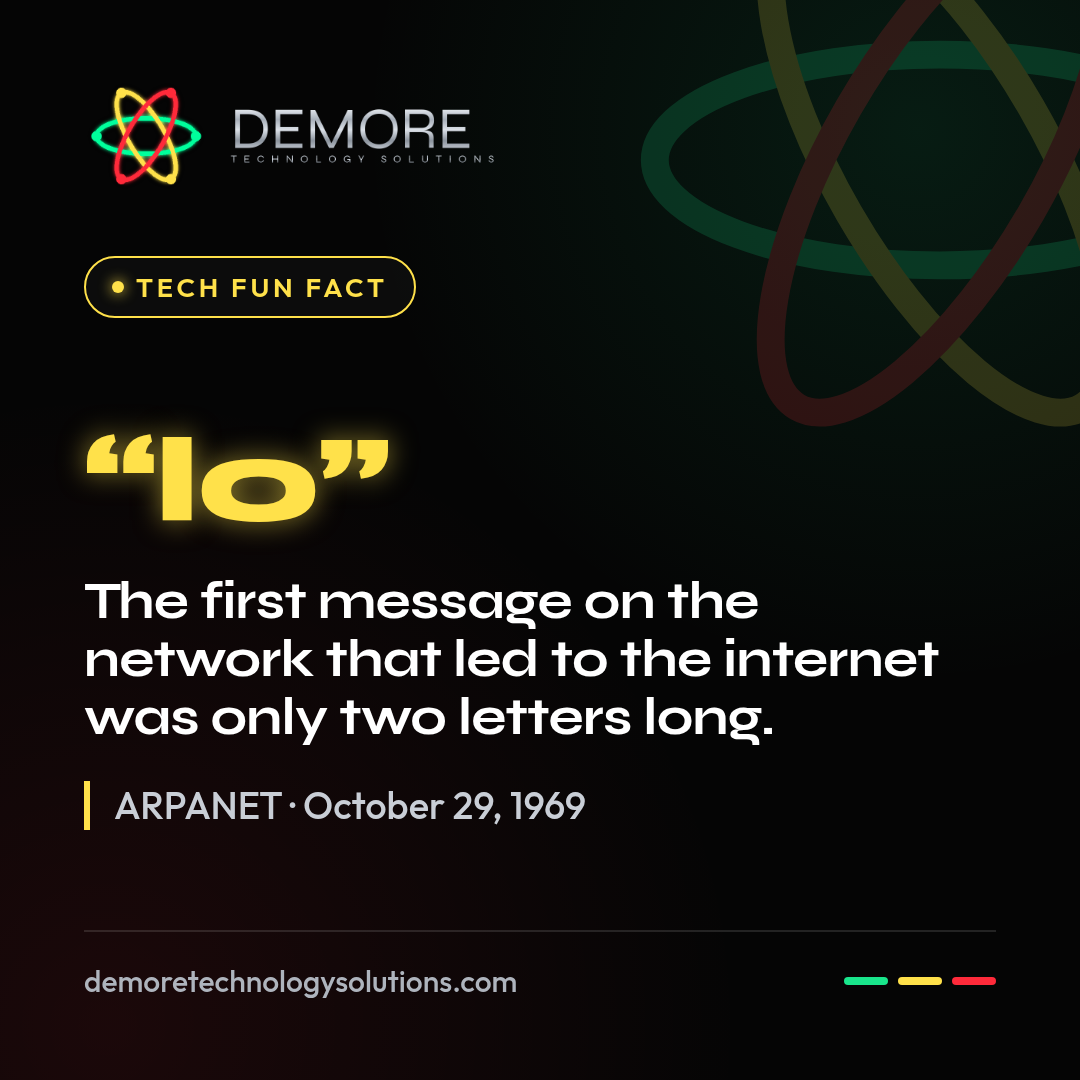 DEMORE
TECHNOLOGY SOLUTIONS
TECH FUN FACT
“lo”
The first message on the
network that led to the internet
was only two letters long.
ARPANET · October 29, 1969
demoretechnologysolutions.com